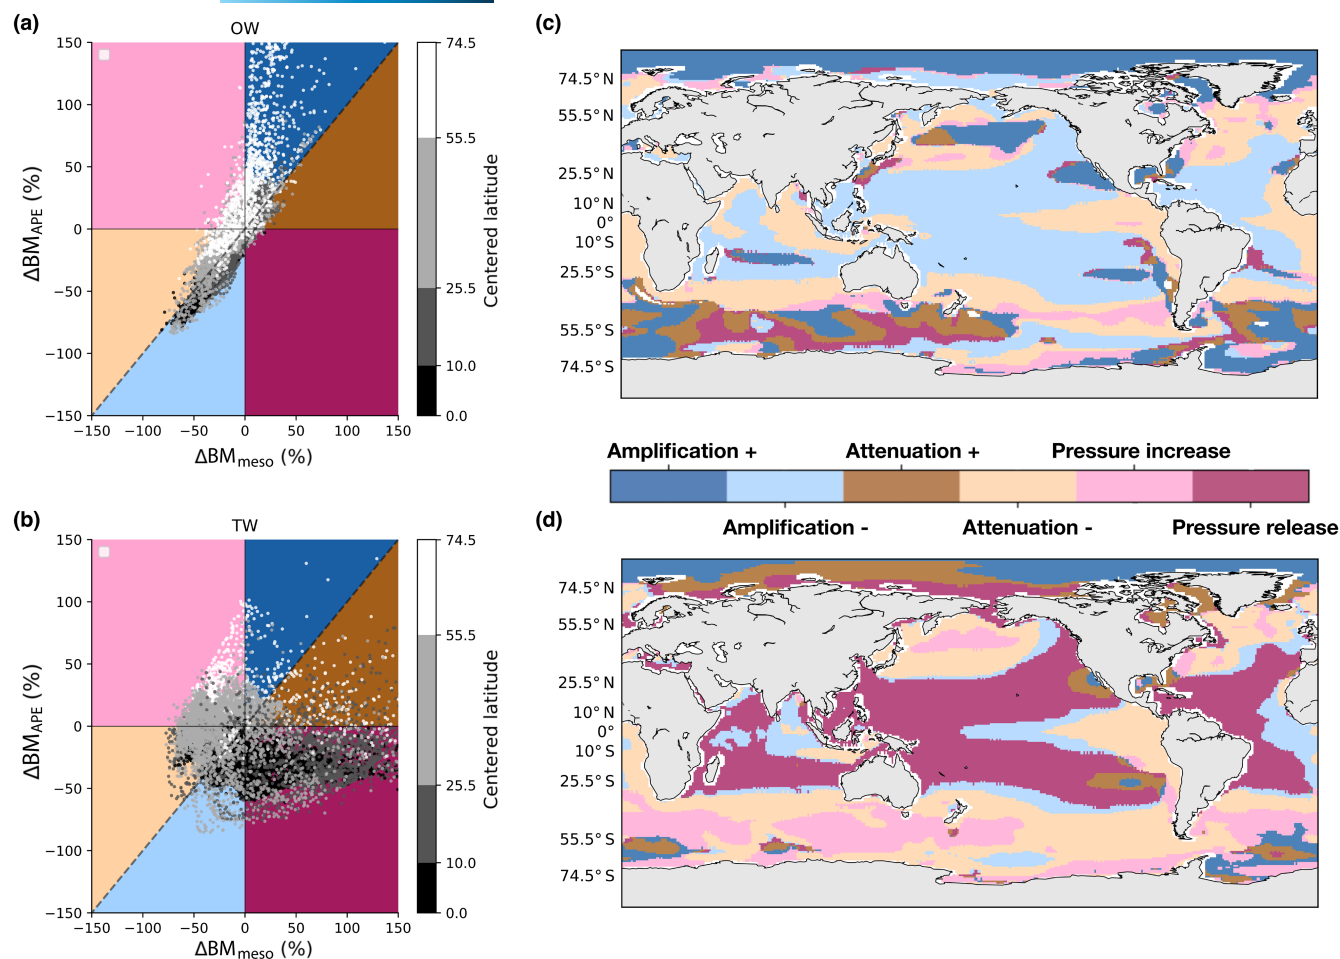 (a)
OW
150
100
50
0
−50
−100
−150
−150 −100 −50 0 50 100 150
ΔBMmeso (%)
ΔBMAPE (%)
74.5
55.5
25.5
10.0
0.0
Centered latitude
(b)
TW
150
100
50
0
−50
−100
−150
−150 −100 −50 0 50 100 150
ΔBMmeso (%)
ΔBMAPE (%)
74.5
55.5
25.5
10.0
0.0
Centered latitude
(c)
74.5° N
55.5° N
25.5° N
10° N
0°
10° S
25.5° S
55.5° S
74.5° S
Amplification + Attenuation + Pressure increase
Amplification - Attenuation - Pressure release
(d)
74.5° N
55.5° N
25.5° N
10° N
0°
10° S
25.5° S
55.5° S
74.5° S